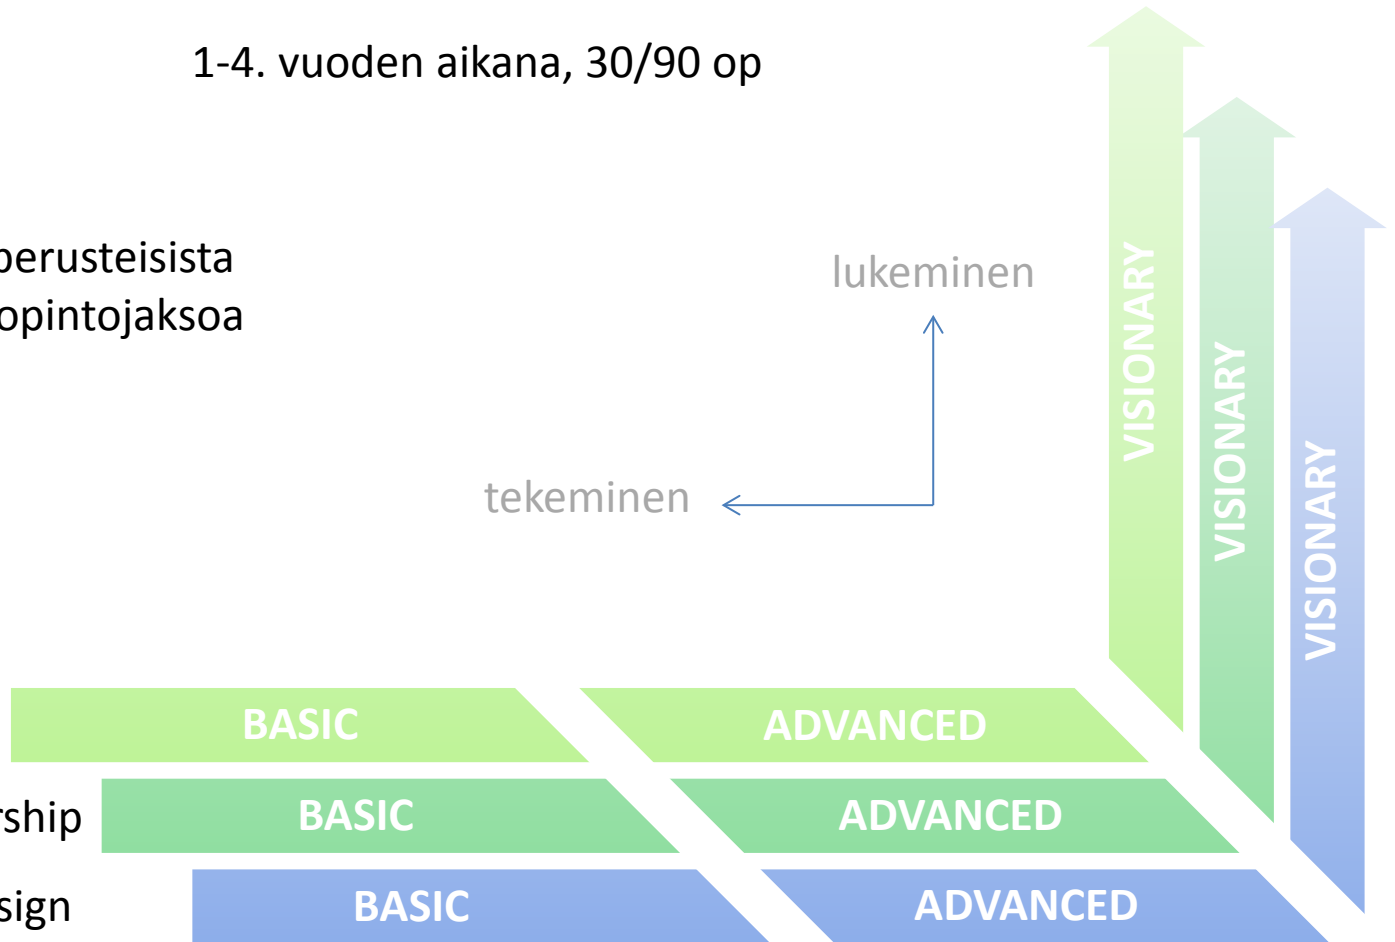 1-4. vuoden aikana, 30/90 op
perusteisista
opintojaksoa
lukeminen
tekeminen
VISIONARY
VISIONARY
VISIONARY
BASIC ADVANCED
rship BASIC ADVANCED
sign BASIC ADVANCED